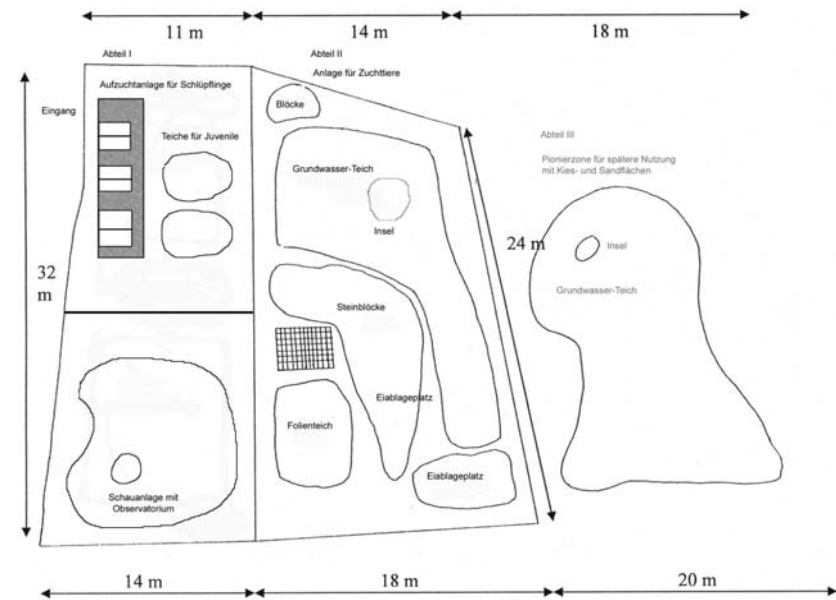 11 m
14 m
18 m
Abteil I
Abteil II
Anlage für Zuchttiere
Aufzuchtanlage für Schlüpflinge
Eingang
Blöcke
Teiche für Juvenile
Abteil III
Pionierzone für spätere Nutzung
mit Kies- und Sandflächen
Grundwasser-Teich
Insel
24 m
Insel
Grundwasser-Teich
32
m
Steinblöcke
Eiablageplatz
Folienteich
Eiablageplatz
Schauanlage mit
Observatorium
14 m
18 m
20 m